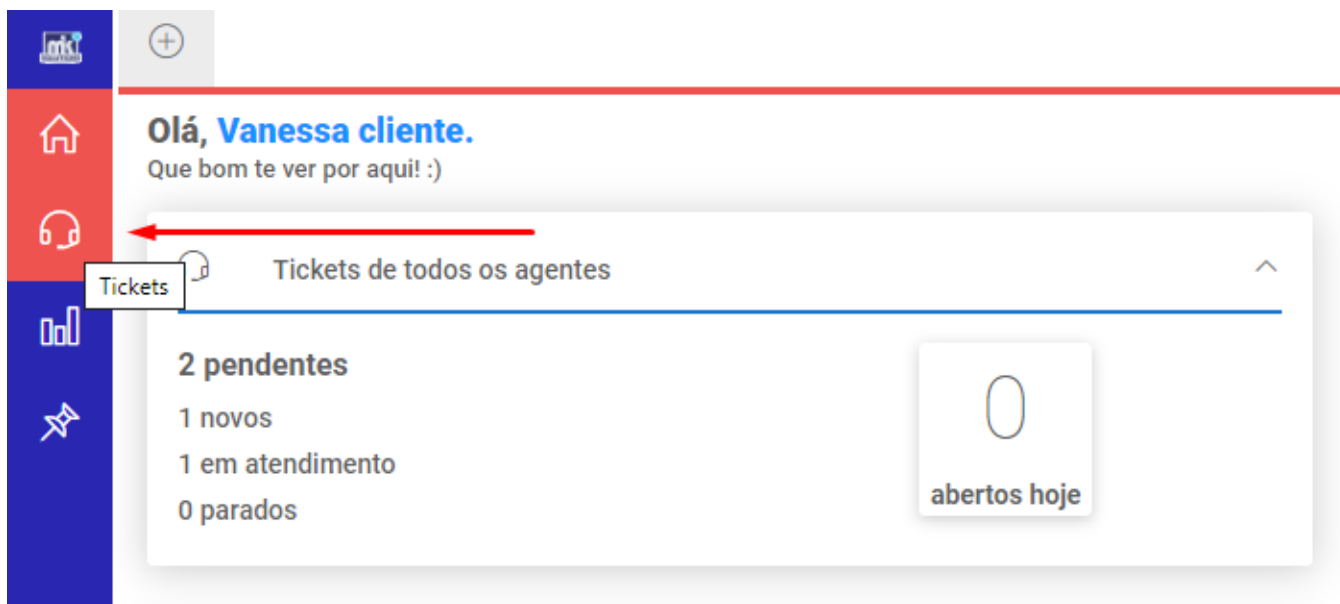 mk
Olá, Vanessa cliente.
Que bom te ver por aqui! :)
Tickets
Tickets de todos os agentes
2 pendentes
1 novos
1 em atendimento
0 parados
0
abertos hoje